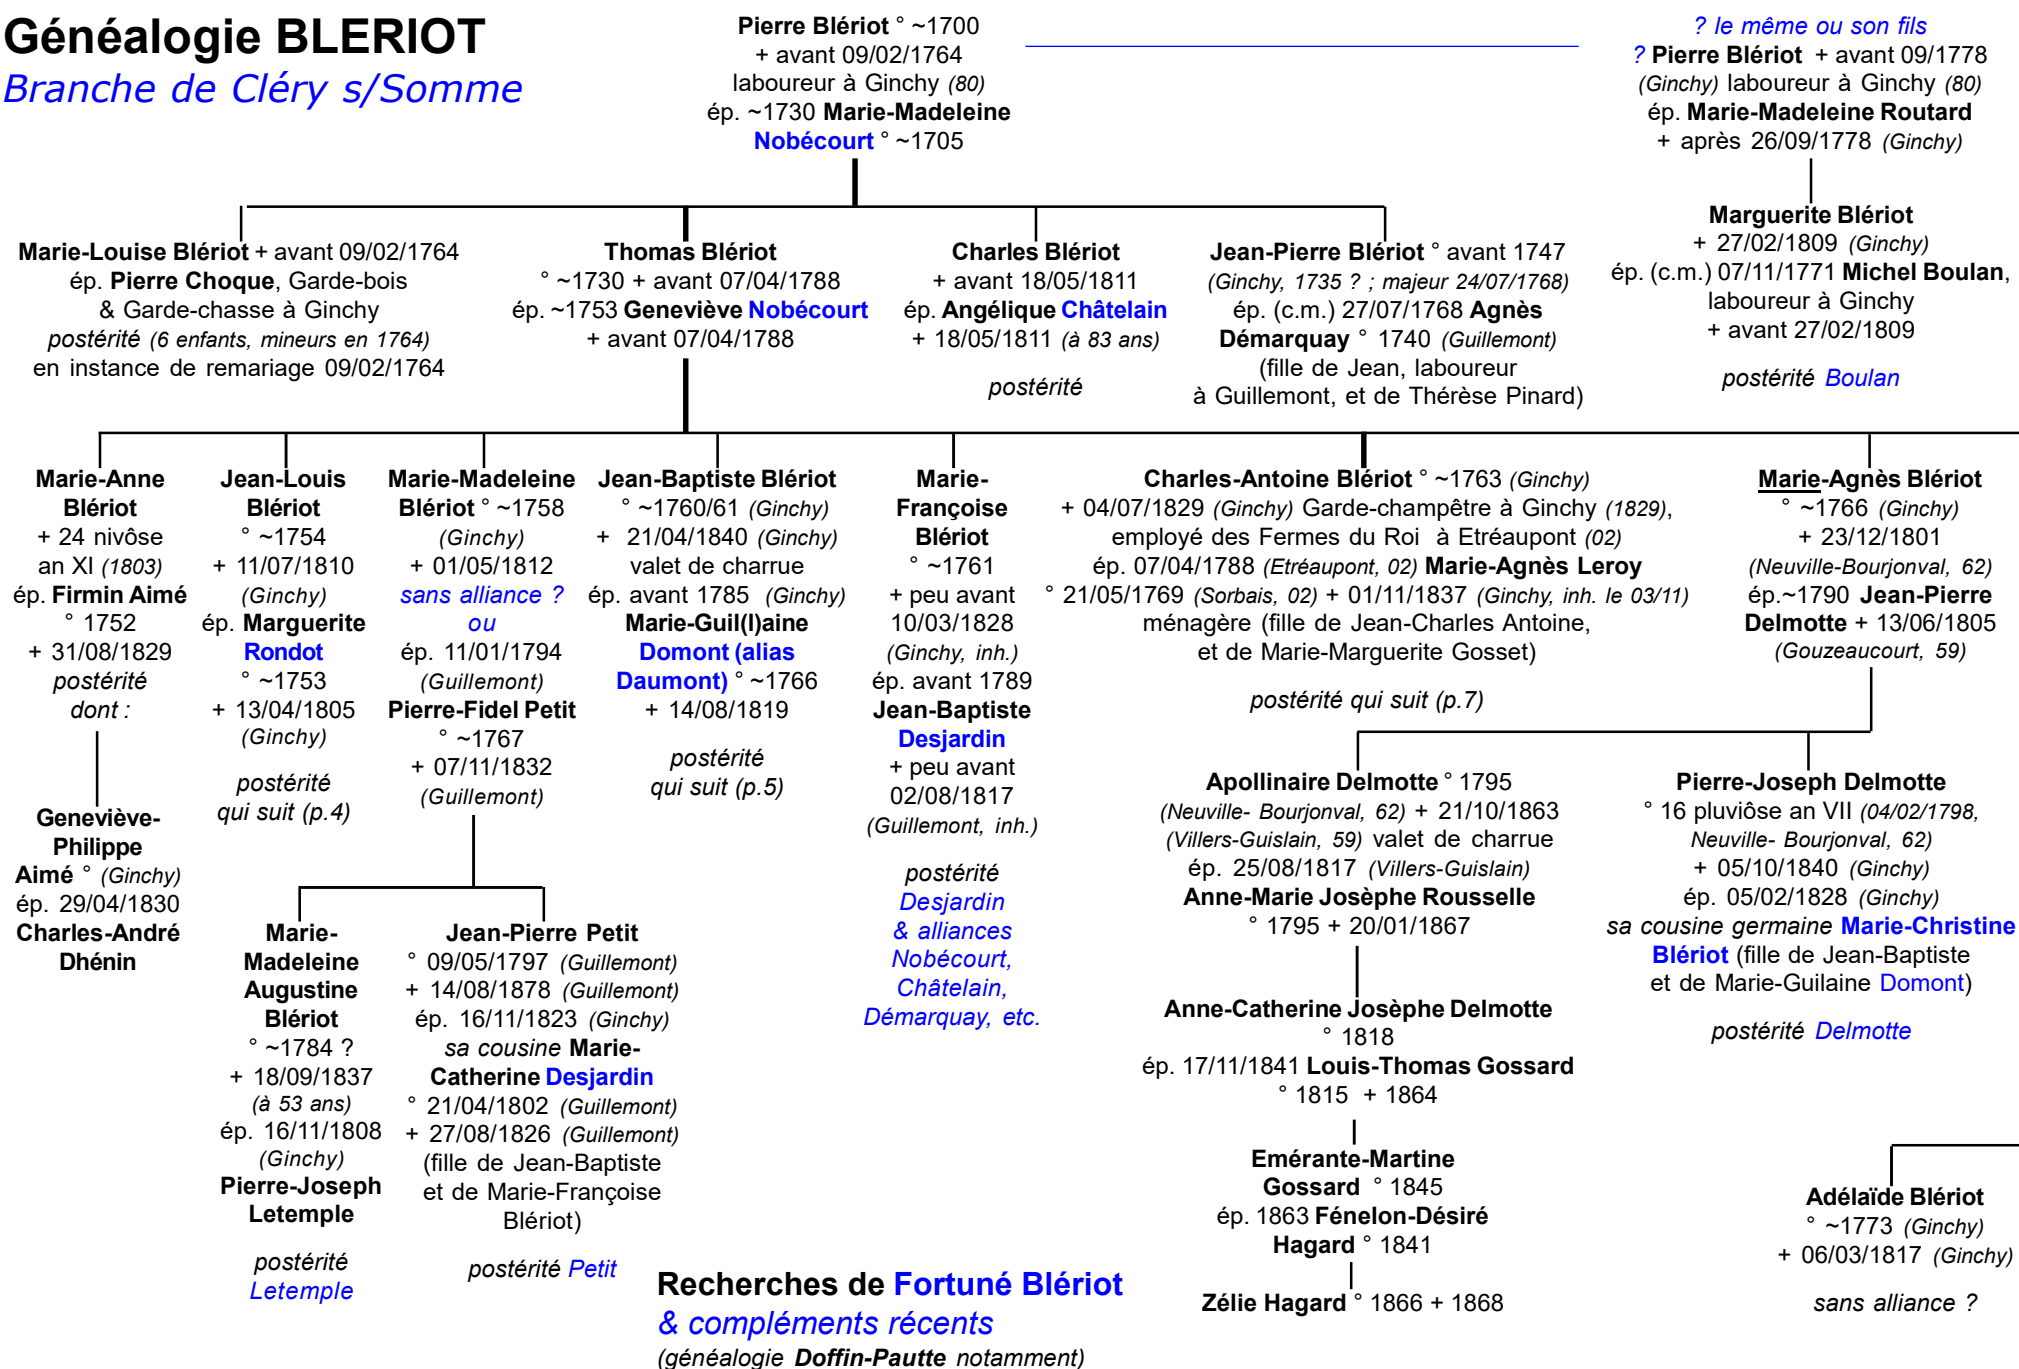 Généalogie BLERIOT
Branche de Cléry s/Somme
Pierre Blériot ° ~1700
+ avant 09/02/1764
laboureur à Ginchy (80)
ép. ~1730 Marie-Madeleine
Nobécourt ° ~1705
? le même ou son fils
? Pierre Blériot + avant 09/1778
(Ginchy) laboureur à Ginchy (80)
ép. Marie-Madeleine Routard
+ après 26/09/1778 (Ginchy)
Marie-Louise Blériot + avant 09/02/1764
ép. Pierre Choque, Garde-bois
& Garde-chasse à Ginchy
postérité (6 enfants, mineurs en 1764)
en instance de remariage 09/02/1764
Thomas Blériot
° ~1730 + avant 07/04/1788
ép. ~1753 Geneviève Nobécourt
+ avant 07/04/1788
Charles Blériot
+ avant 18/05/1811
ép. Angélique Châtelain
+ 18/05/1811 (à 83 ans)
postérité
Jean-Pierre Blériot ° avant 1747
(Ginchy, 1735 ? ; majeur 24/07/1768)
ép. (c.m.) 27/07/1768 Agnès
Démarquay ° 1740 (Guillemont)
(fille de Jean, laboureur
à Guillemont, et de Thérèse Pinard)
Marguerite Blériot
+ 27/02/1809 (Ginchy)
ép. (c.m.) 07/11/1771 Michel Boulan,
laboureur à Ginchy
+ avant 27/02/1809
postérité Boulan
Marie-Anne
Blériot
+ 24 nivôse
an XI (1803)
ép. Firmin Aimé
° 1752
+ 31/08/1829
postérité
dont :
Geneviève-
Philippe
Aimé ° (Ginchy)
ép. 29/04/1830
Charles-André
Dhénin
Jean-Louis
Blériot
° ~1754
+ 11/07/1810
(Ginchy)
ép. Marguerite
Rondot
° ~1753
+ 13/04/1805
(Ginchy)
postérité
qui suit (p.4)
Marie-Madeleine
Blériot ° ~1758
(Ginchy)
+ 01/05/1812
sans alliance ?
ou
ép. 11/01/1794
(Guillemont)
Pierre-Fidel Petit
° ~1767
+ 07/11/1832
(Guillemont)
Marie-
Madeleine
Augustine
Blériot
° ~1784 ?
+ 18/09/1837
(à 53 ans)
ép. 16/11/1808
(Ginchy)
Pierre-Joseph
Letemple
postérité
Letemple
Jean-Pierre Petit
° 09/05/1797 (Guillemont)
+ 14/08/1878 (Guillemont)
ép. 16/11/1823 (Ginchy)
sa cousine Marie-
Catherine Desjardin
° 21/04/1802 (Guillemont)
+ 27/08/1826 (Guillemont)
(fille de Jean-Baptiste
et de Marie-Françoise
Blériot)
postérité Petit
Jean-Baptiste Blériot
° ~1760/61 (Ginchy)
+ 21/04/1840 (Ginchy)
valet de charrue
ép. avant 1785 (Ginchy)
Marie-Guil(l)aine
Domont (alias
Daumont) ° ~1766
+ 14/08/1819
postérité
qui suit (p.5)
Marie-
Françoise
Blériot
° ~1761
+ peu avant
10/03/1828
(Ginchy, inh.)
ép. avant 1789
Jean-Baptiste
Desjardin
+ peu avant
02/08/1817
(Guillemont, inh.)
postérité
Desjardin
& alliances
Nobécourt,
Châtelain,
Démarquay, etc.
Charles-Antoine Blériot ° ~1763 (Ginchy)
+ 04/07/1829 (Ginchy) Garde-champêtre à Ginchy (1829),
employé des Fermes du Roi à Etréaupont (02)
ép. 07/04/1788 (Etréaupont, 02) Marie-Agnès Leroy
° 21/05/1769 (Sorbais, 02) + 01/11/1837 (Ginchy, inh. le 03/11)
ménagère (fille de Jean-Charles Antoine,
et de Marie-Marguerite Gosset)
postérité qui suit (p.7)
Marie-Agnès Blériot
° ~1766 (Ginchy)
+ 23/12/1801
(Neuville-Bourjonval, 62)
ép.~1790 Jean-Pierre
Delmotte + 13/06/1805
(Gouzeaucourt, 59)
Apollinaire Delmotte ° 1795
(Neuville- Bourjonval, 62) + 21/10/1863
(Villers-Guislain, 59) valet de charrue
ép. 25/08/1817 (Villers-Guislain)
Anne-Marie Josèphe Rousselle
° 1795 + 20/01/1867
Anne-Catherine Josèphe Delmotte
° 1818
ép. 17/11/1841 Louis-Thomas Gossard
° 1815 + 1864
Emérante-Martine
Gossard ° 1845
ép. 1863 Fénelon-Désiré
Hagard ° 1841
Zélie Hagard ° 1866 + 1868
Pierre-Joseph Delmotte
° 16 pluviôse an VII (04/02/1798,
Neuville- Bourjonval, 62)
+ 05/10/1840 (Ginchy)
ép. 05/02/1828 (Ginchy)
sa cousine germaine Marie-Christine
Blériot (fille de Jean-Baptiste
et de Marie-Guilaine Domont)
postérité Delmotte
Adélaïde Blériot
° ~1773 (Ginchy)
+ 06/03/1817 (Ginchy)
sans alliance ?
Recherches de Fortuné Blériot
& compléments récents
(généalogie Doffin-Pautte notamment)